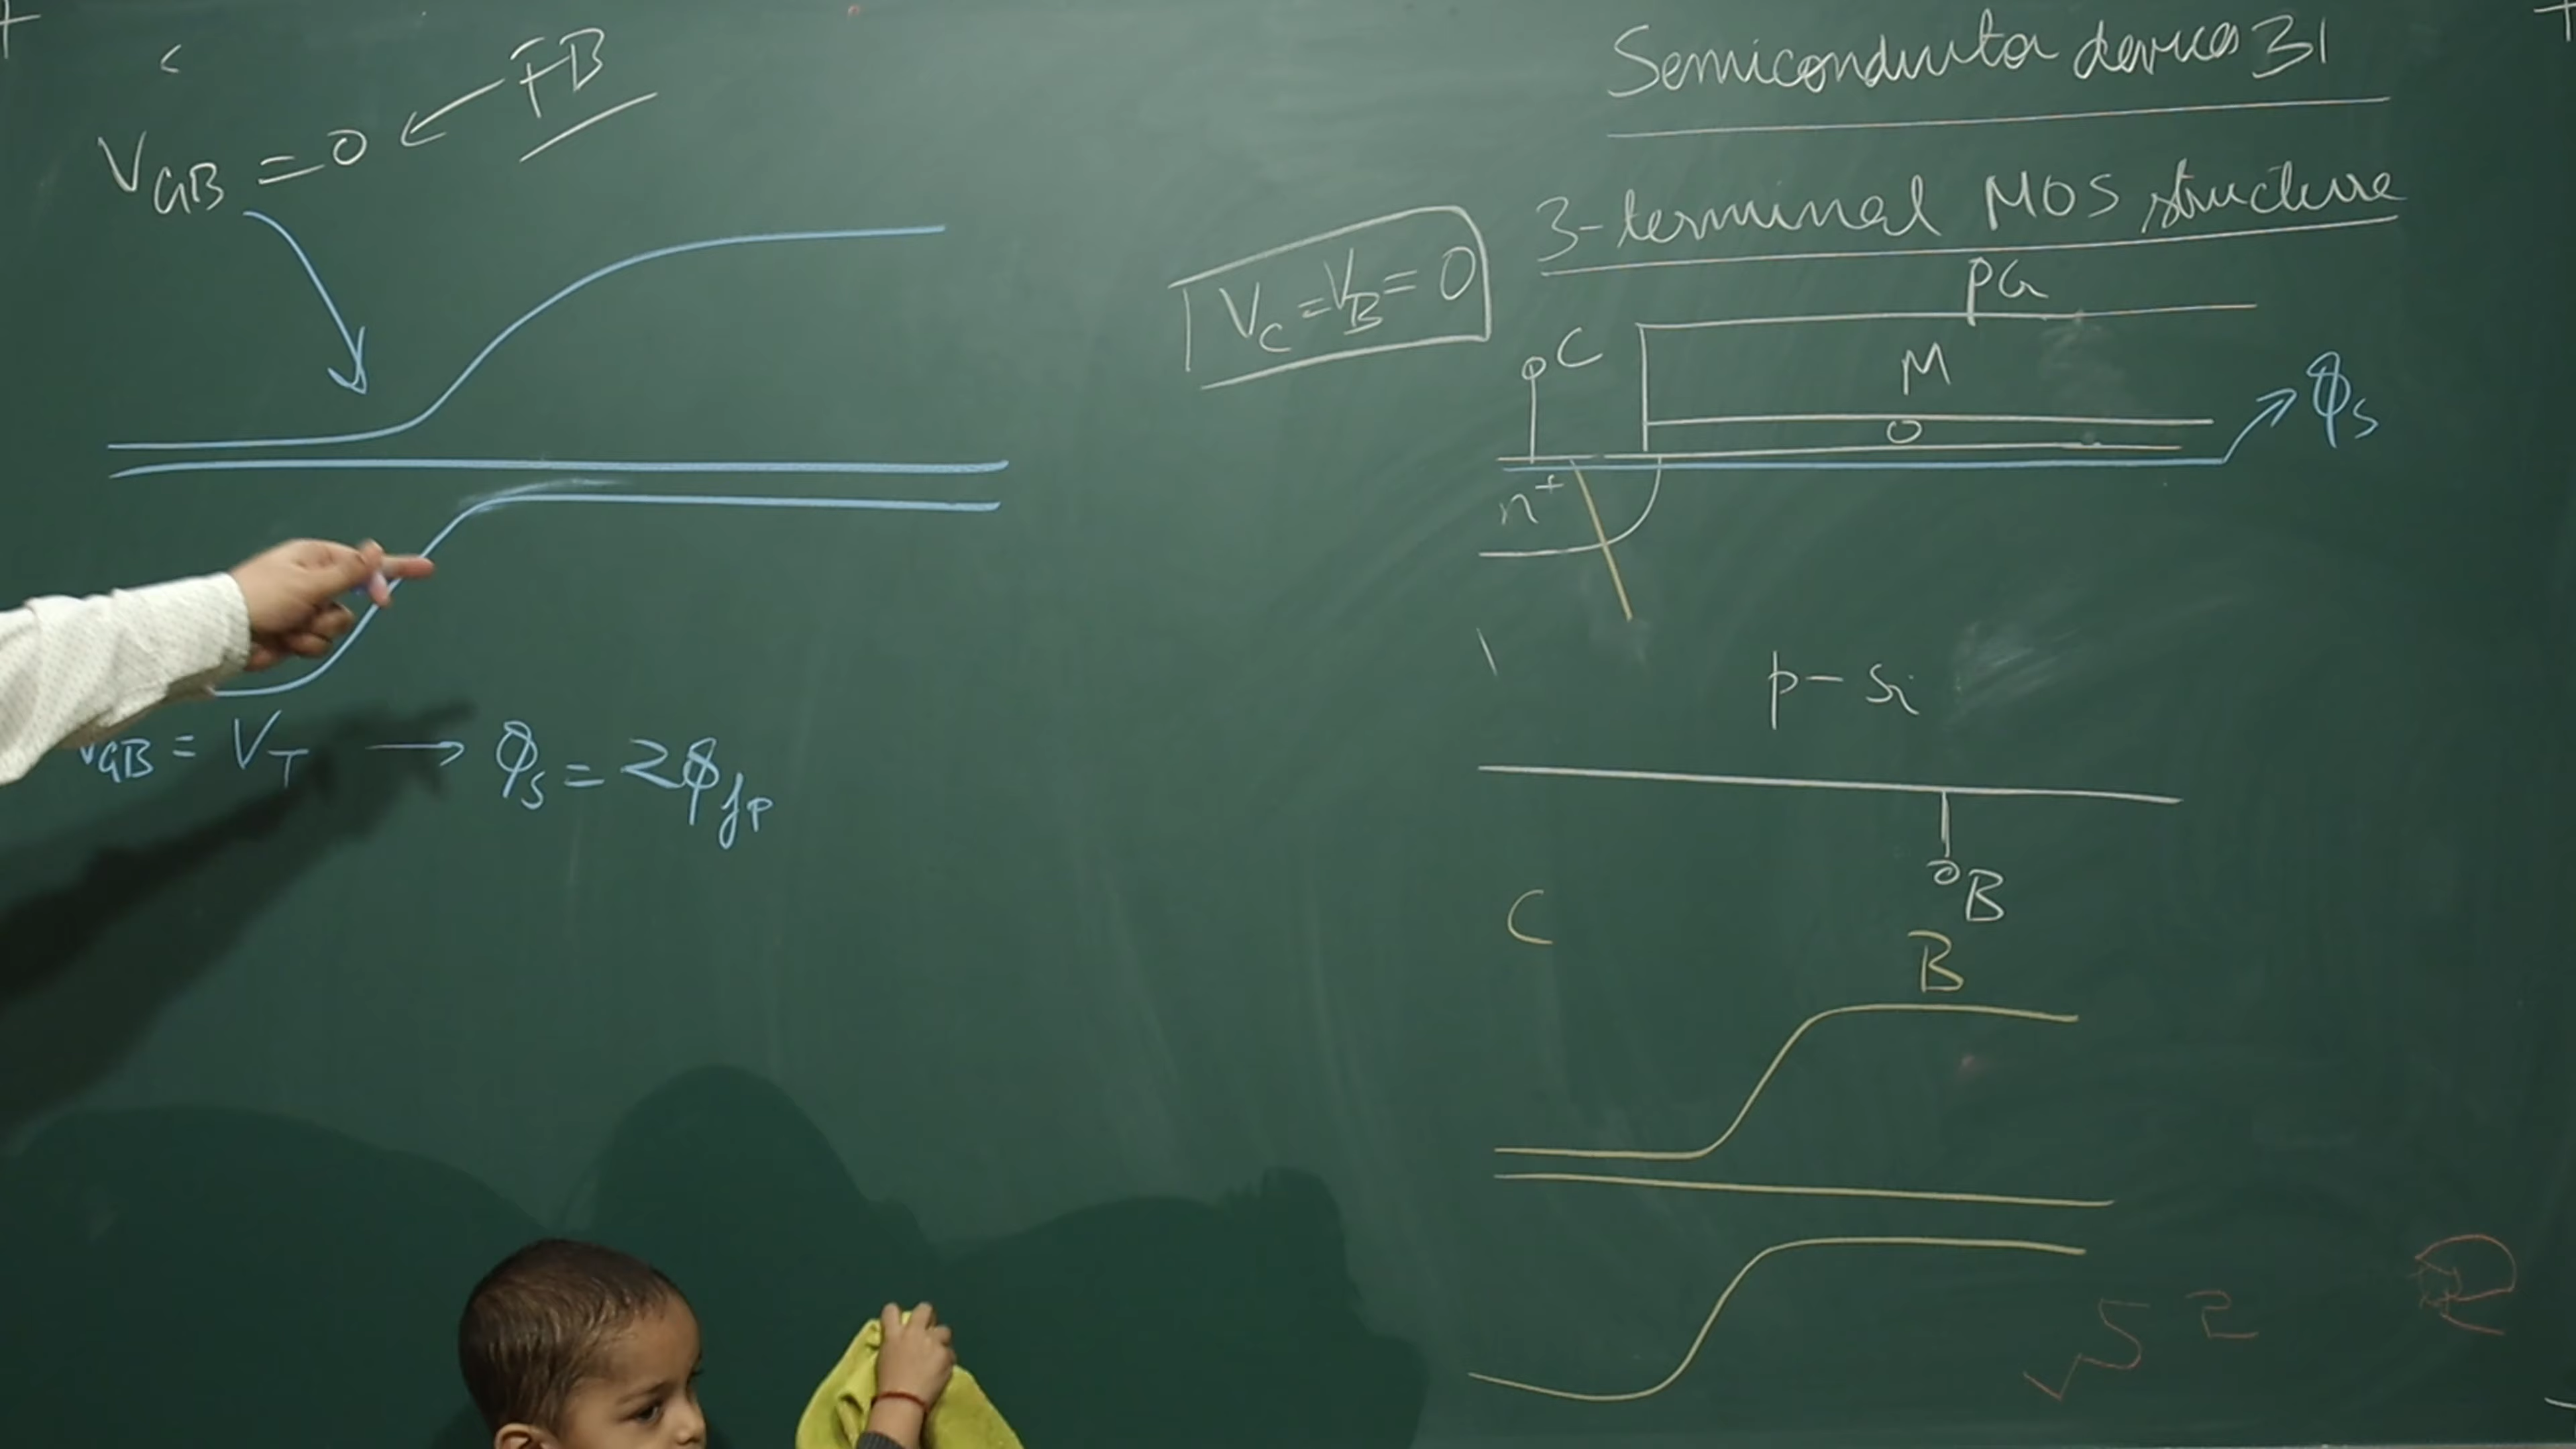 V_GB = 0 ← FB
V_GB = V_T → φ_s = 2φ_fp
Semiconductor devices 31
3-terminal MOS structure
V_C = V_B = 0
G
C
M
O
φ_s
n+
p-Si
B
C
B